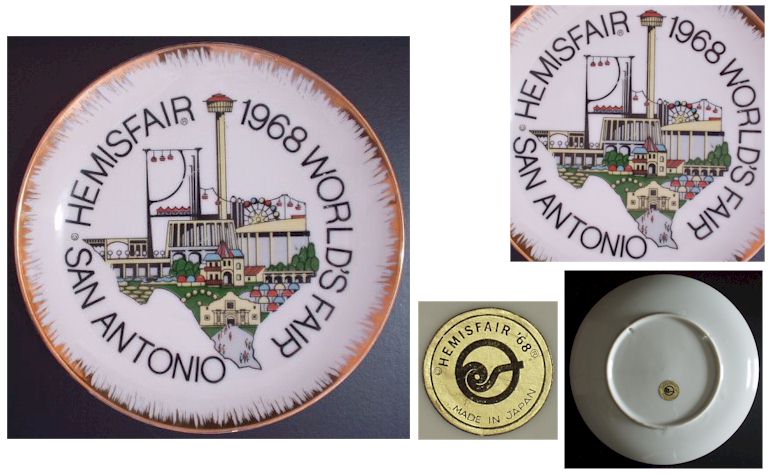 © HEMISFAIR ® 1968 WORLD'S FAIR
SAN ANTONIO
© HEMISFAIR ® 1968 WORLD'S FAIR
SAN ANTONIO
© HEMISFAIR '68 ®
MADE IN JAPAN